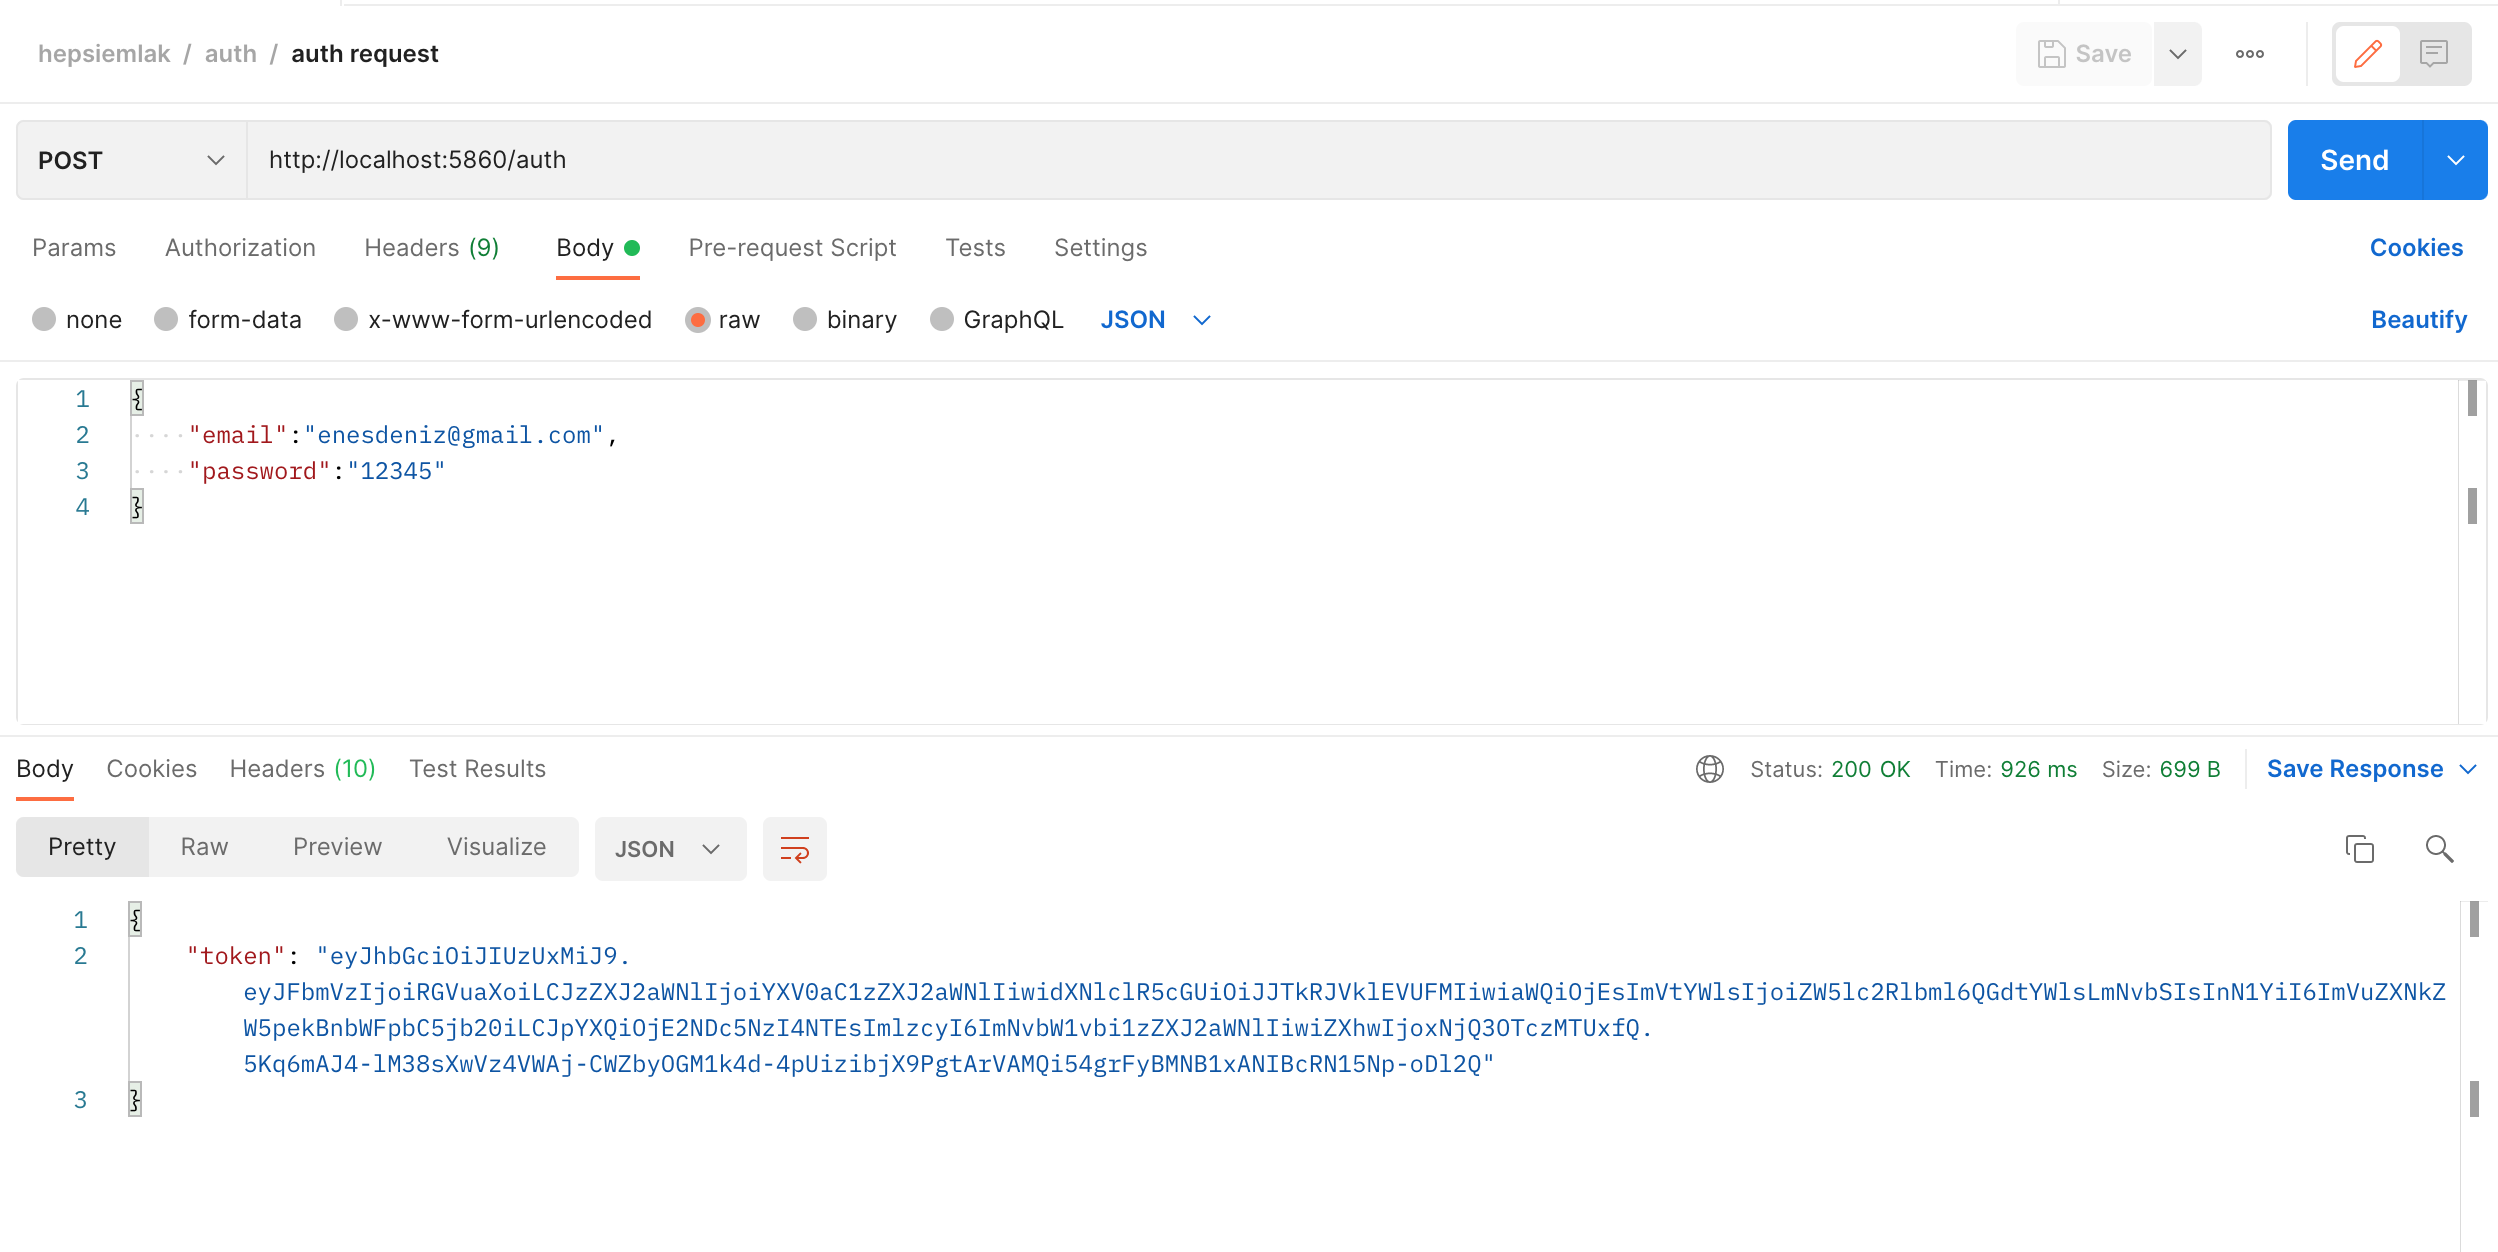 hepsiemlak / auth / auth request
Save
POST
http://localhost:5860/auth
Send
Params Authorization Headers (9) Body Pre-request Script Tests Settings Cookies
none form-data x-www-form-urlencoded raw binary GraphQL JSON Beautify
1 {
2 "email":"enesdeniz@gmail.com",
3 "password":"12345"
4 }
Body Cookies Headers (10) Test Results Status: 200 OK Time: 926 ms Size: 699 B Save Response
Pretty Raw Preview Visualize JSON
1 {
2 "token": "eyJhbGciOiJIUzUxMiJ9.
eyJFbmVzIjoiRGVuaXoiLCJzZXJ2aWNlIjoiYXV0aC1zZXJ2aWNlIiwidXNlclR5cGUiOiJJTkRJVklEVUFMIiwiaWQiOjEsImVtYWlsIjoiZW5lc2Rlbml6QGdtYWlsLmNvbSIsInN1YiI6ImVuZXNkZ
W5pekBnbWFpbC5jb20iLCJpYXQiOjE2NDc5NzI4NTEsImlzcyI6ImNvbW1vbi1zZXJ2aWNlIiwiZXhwIjoxNjQ3OTczMTUxfQ.
5Kq6mAJ4-lM38sXwVz4VWAj-CWZbyOGM1k4d-4pUizibjX9PgtArVAMQi54grFyBMNB1xANIBcRN15Np-oDl2Q"
3 }